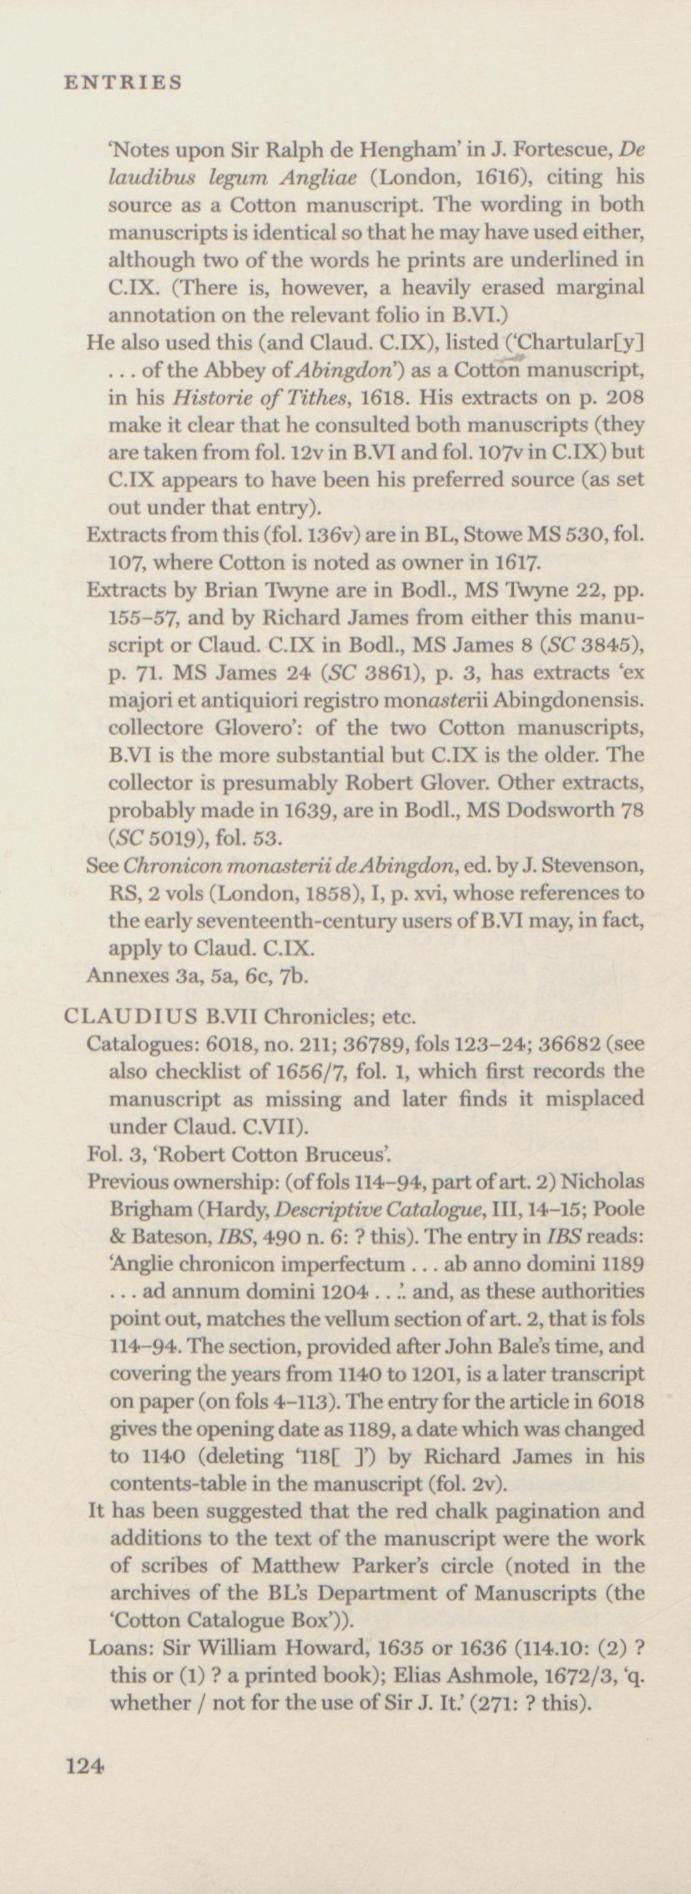 ENTRIES
‘Notes upon Sir Ralph de Hengham’ in J. Fortescue, De
laudibus legum Angliae (London, 1616), citing his
source as a Cotton manuscript. The wording in both
manuscripts is identical so that he may have used either,
although two of the words he prints are underlined in
C.IX. (There is, however, a heavily erased marginal
annotation on the relevant folio in B.VI.)
He also used this (and Claud. C.IX), listed (‘Chartular[y]
... of the Abbey of Abingdon’) as a Cotton manuscript,
in his Historie of Tithes, 1618. His extracts on p. 208
make it clear that he consulted both manuscripts (they
are taken from fol. 12v in B.VI and fol. 107v in C.IX) but
C.IX appears to have been his preferred source (as set
out under that entry).
Extracts from this (fol. 136v) are in BL, Stowe MS 530, fol.
107, where Cotton is noted as owner in 1617.
Extracts by Brian Twyne are in Bodl., MS Twyne 22, pp.
155–57, and by Richard James from either this manu-
script or Claud. C.IX in Bodl., MS James 8 (SC 3845),
p. 71. MS James 24 (SC 3861), p. 3, has extracts ‘ex
majori et antiquiori registro monasterii Abingdonensis.
collectore Glovero’: of the two Cotton manuscripts,
B.VI is the more substantial but C.IX is the older. The
collector is presumably Robert Glover. Other extracts,
probably made in 1639, are in Bodl., MS Dodsworth 78
(SC 5019), fol. 53.
See Chronicon monasterii de Abingdon, ed. by J. Stevenson,
RS, 2 vols (London, 1858), I, p. xvi, whose references to
the early seventeenth-century users of B.VI may, in fact,
apply to Claud. C.IX.
Annexes 3a, 5a, 6c, 7b.
CLAUDIUS B.VII Chronicles; etc.
Catalogues: 6018, no. 211; 36789, fols 123–24; 36682 (see
also checklist of 1656/7, fol. 1, which first records the
manuscript as missing and later finds it misplaced
under Claud. C.VII).
Fol. 3, ‘Robert Cotton Bruceus’.
Previous ownership: (of fols 114–94, part of art. 2) Nicholas
Brigham (Hardy, Descriptive Catalogue, III, 14–15; Poole
& Bateson, IBS, 490 n. 6: ? this). The entry in IBS reads:
‘Anglie chronicon imperfectum ... ab anno domini 1189
... ad annum domini 1204 ...’. and, as these authorities
point out, matches the vellum section of art. 2, that is fols
114–94. The section, provided after John Bale’s time, and
covering the years from 1140 to 1201, is a later transcript
on paper (on fols 4–113). The entry for the article in 6018
gives the opening date as 1189, a date which was changed
to 1140 (deleting ‘118[ ]’) by Richard James in his
contents-table in the manuscript (fol. 2v).
It has been suggested that the red chalk pagination and
additions to the text of the manuscript were the work
of scribes of Matthew Parker’s circle (noted in the
archives of the BL’s Department of Manuscripts (the
‘Cotton Catalogue Box’)).
Loans: Sir William Howard, 1635 or 1636 (114.10: (2) ?
this or (1) ? a printed book); Elias Ashmole, 1672/3, ‘q.
whether / not for the use of Sir J. It.’ (271: ? this).
124